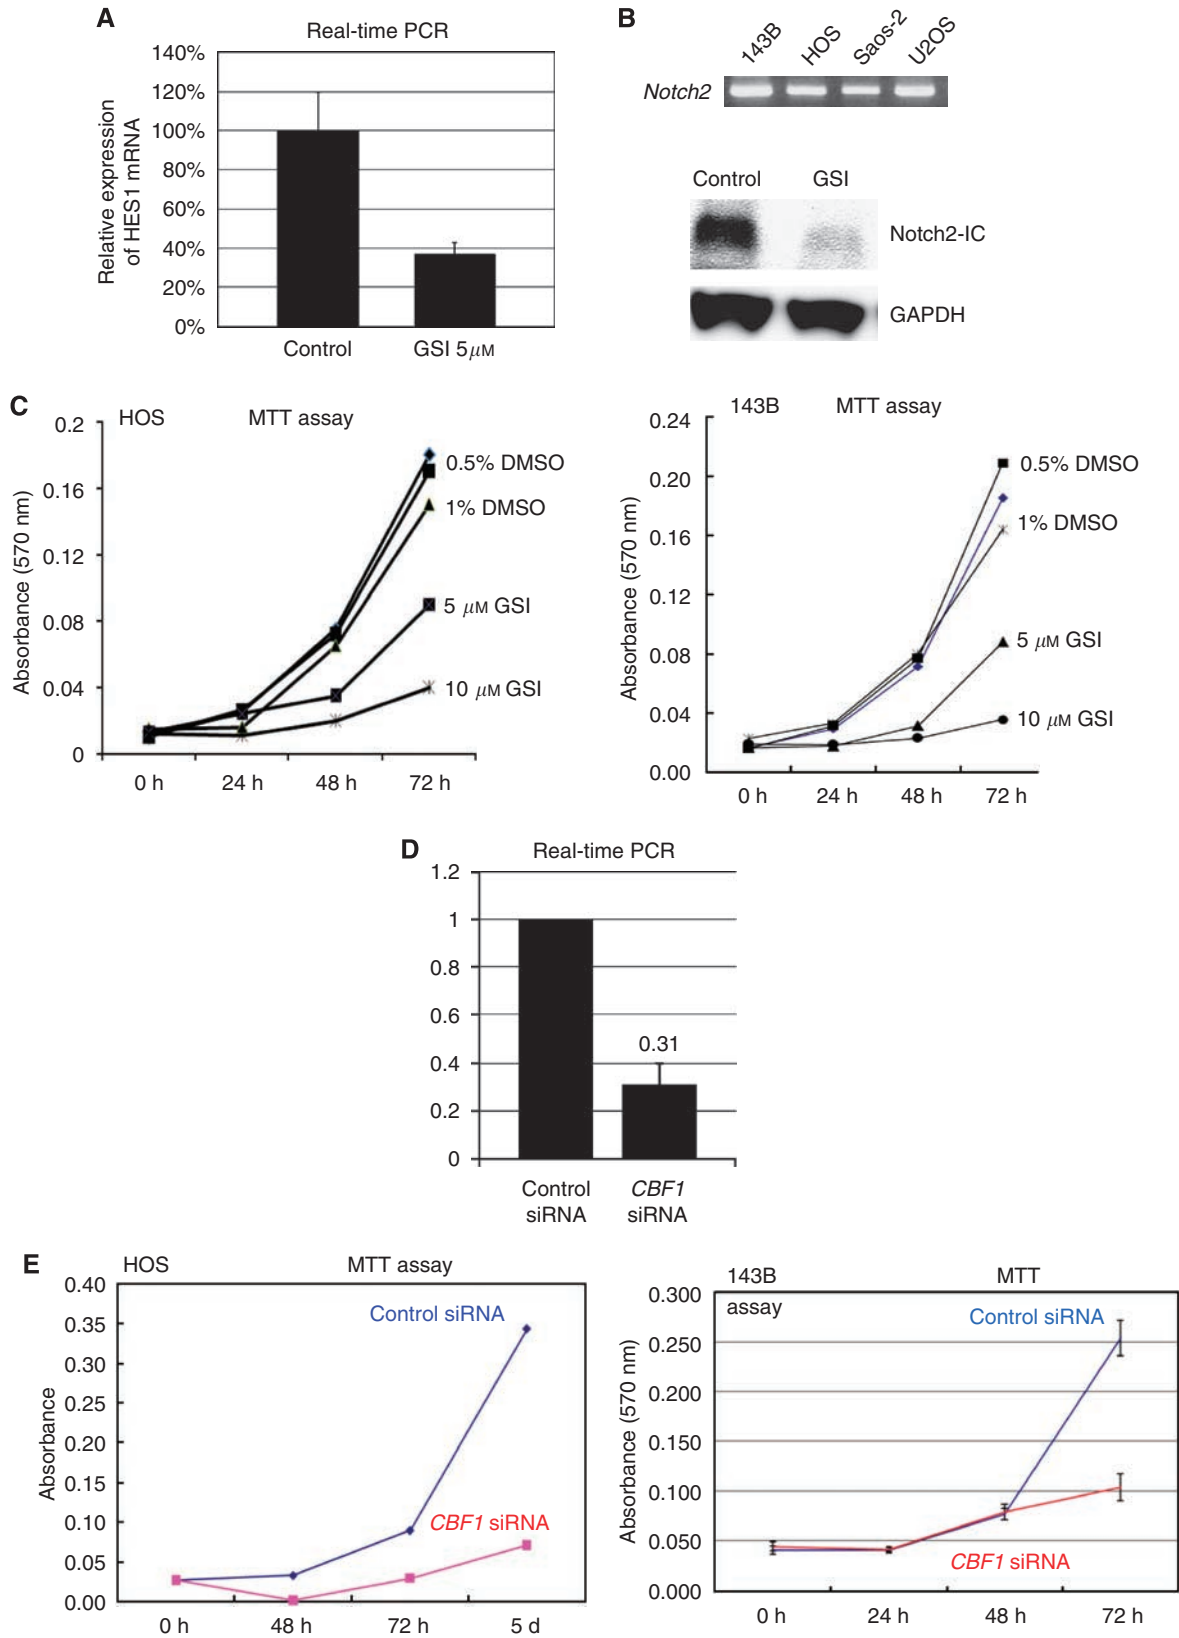 A
Real-time PCR
Relative expression
of HES1 mRNA
140%
120%
100%
80%
60%
40%
20%
0%
Control
GSI 5 μM
B
143B
HOS
Saos-2
U2OS
Notch2
Control
GSI
Notch2-IC
GAPDH
C
HOS
MTT assay
Absorbance (570 nm)
0.2
0.16
0.12
0.08
0.04
0
0.5% DMSO
1% DMSO
5 μM GSI
10 μM GSI
0 h
24 h
48 h
72 h
143B
MTT assay
Absorbance (570 nm)
0.24
0.20
0.16
0.12
0.08
0.04
0.00
0.5% DMSO
1% DMSO
5 μM GSI
10 μM GSI
0 h
24 h
48 h
72 h
D
Real-time PCR
1.2
1
0.8
0.6
0.4
0.2
0
0.31
Control
siRNA
CBF1
siRNA
E
HOS
MTT assay
Absorbance
0.40
0.35
0.30
0.25
0.20
0.15
0.10
0.05
0.00
Control siRNA
CBF1 siRNA
0 h
48 h
72 h
5 d
143B
MTT
assay
Absorbance (570 nm)
0.300
0.250
0.200
0.150
0.100
0.050
0.000
Control siRNA
CBF1 siRNA
0 h
24 h
48 h
72 h